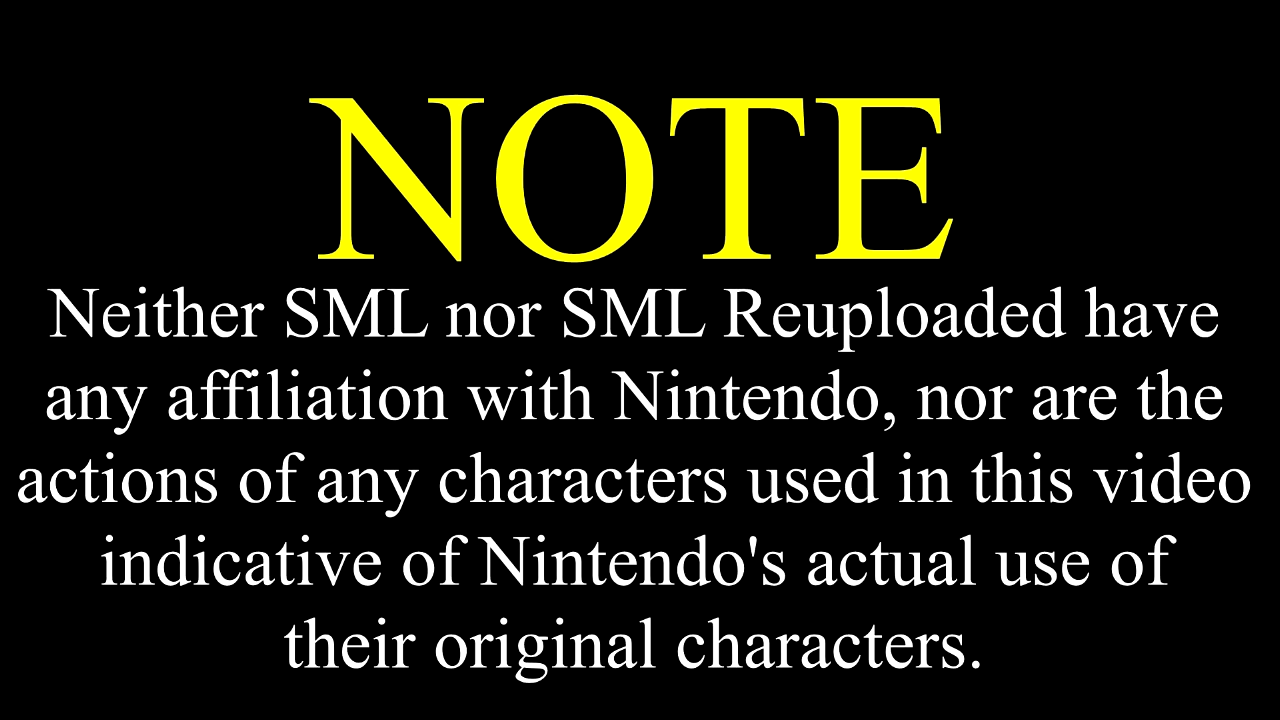 NOTE
Neither SML nor SML Reuploaded have
any affiliation with Nintendo, nor are the
actions of any characters used in this video
indicative of Nintendo's actual use of
their original characters.